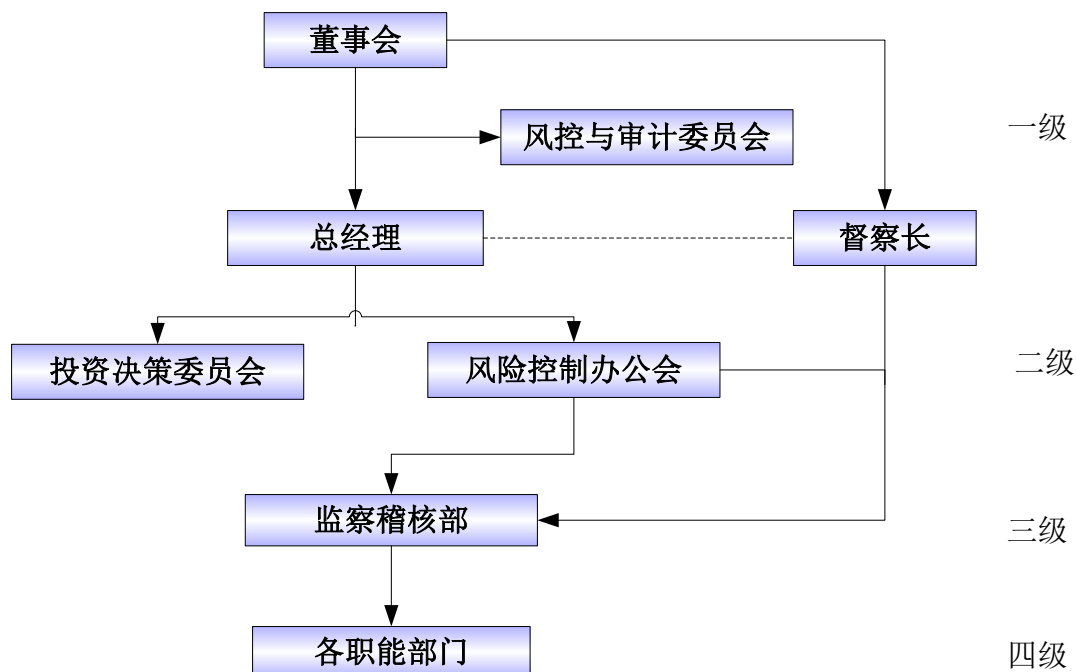 董事会
风控与审计委员会
一级
总经理
督察长
投资决策委员会
风险控制办公会
二级
监察稽核部
三级
各职能部门
四级